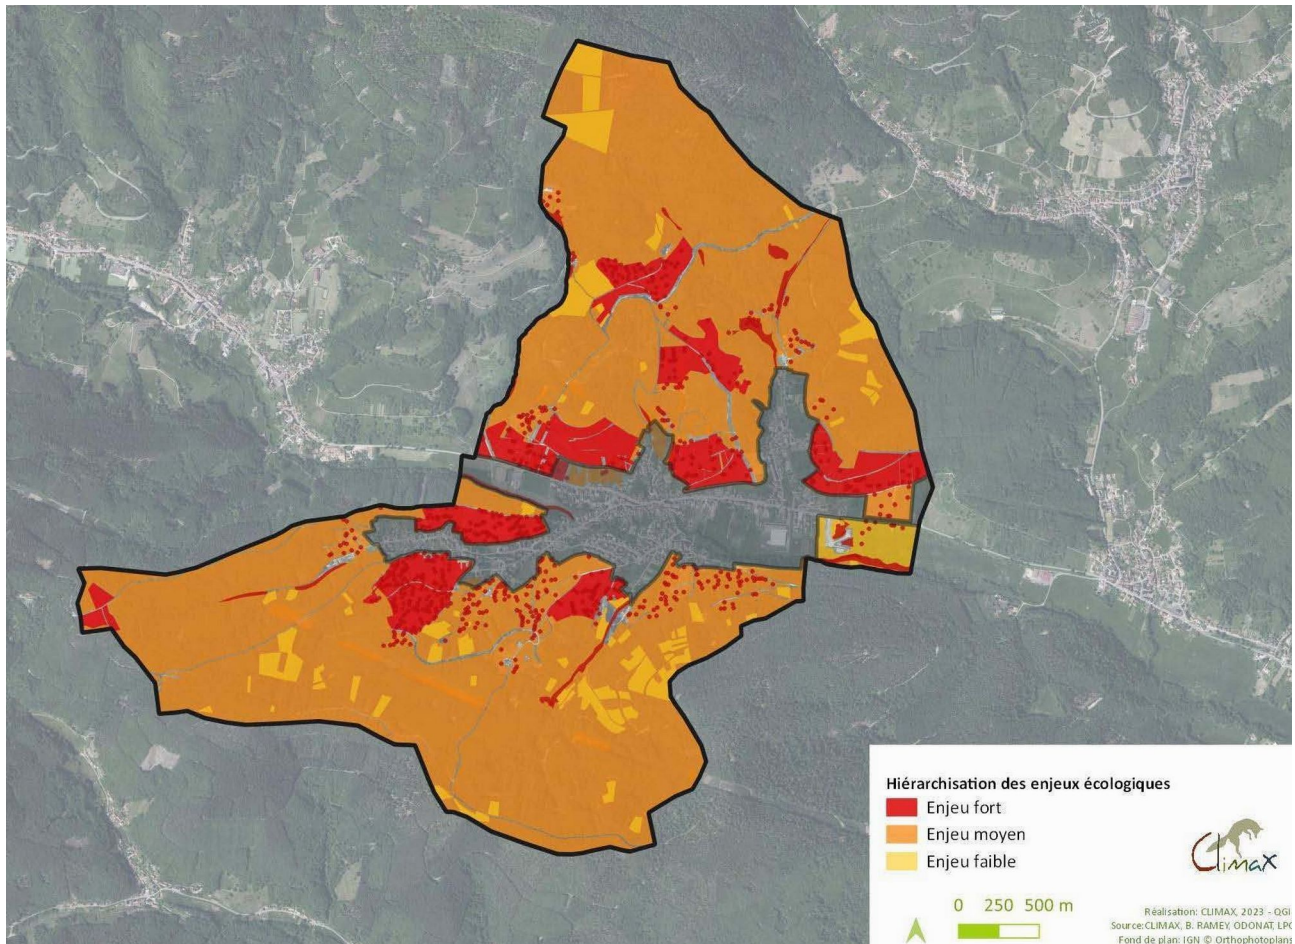 Hiérarchisation des enjeux écologiques
Enjeu fort
Enjeu moyen
Enjeu faible
Climax
0 250 500 m
Réalisation: CLIMAX, 2023 - QGI
Source:CLIMAX, B. RAMEY, ODONAT, LPO
Fond de plan: IGN © Orthophotoplans